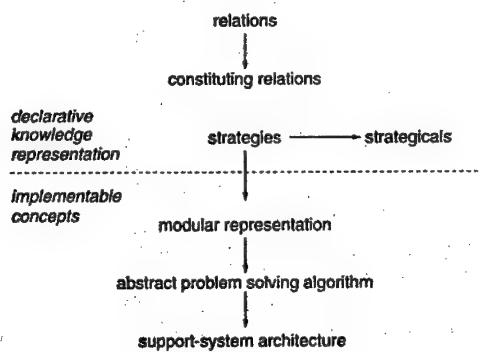 relations
constituting relations
declarative
knowledge
representation
strategies strategicals
implementable
concepts
modular representation
abstract problem solving algorithm
support-system architecture